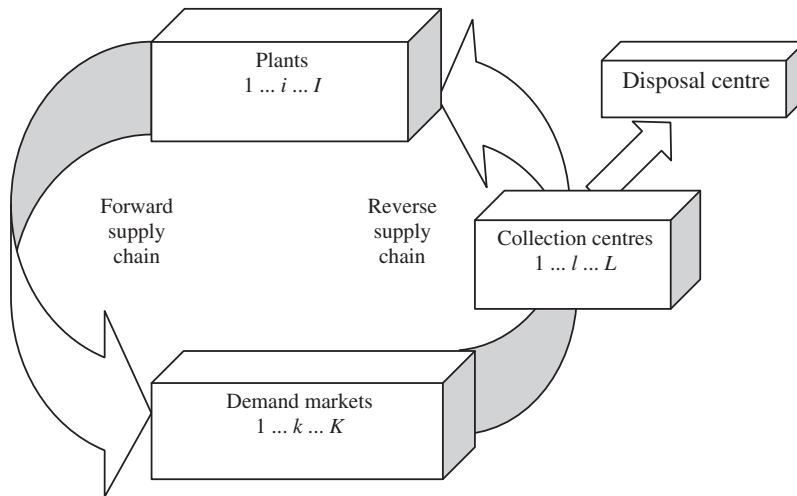 Plants
1 ... i ... I
Disposal centre
Forward
supply
chain
Reverse
supply
chain
Collection centres
1 ... l ... L
Demand markets
1 ... k ... K